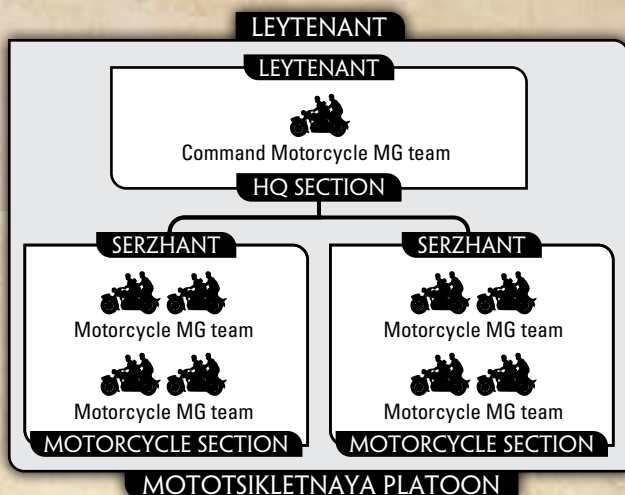 LEYTENANT
LEYTENANT
Command Motorcycle MG team
HQ SECTION
SERZHANT
Motorcycle MG team
Motorcycle MG team
MOTORCYCLE SECTION
SERZHANT
Motorcycle MG team
Motorcycle MG team
MOTORCYCLE SECTION
MOTOTSIKLETNAYA PLATOON